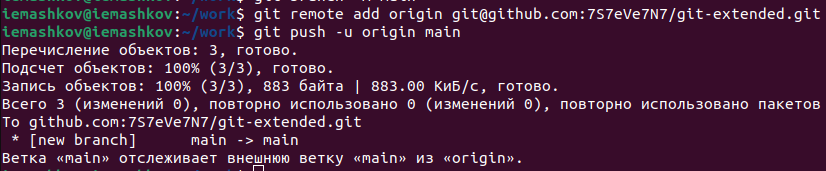 iemashkov@iemashkov:~/work$ git remote add origin git@github.com:7S7eVe7N7/git-extended.git
iemashkov@iemashkov:~/work$ git push -u origin main
Перечисление объектов: 3, готово.
Подсчет объектов: 100% (3/3), готово.
Запись объектов: 100% (3/3), 883 байта | 883.00 КиБ/с, готово.
Всего 3 (изменений 0), повторно использовано 0 (изменений 0), повторно использовано пакетов
To github.com:7S7eVe7N7/git-extended.git
 * [new branch]      main -> main
Ветка «main» отслеживает внешнюю ветку «main» из «origin».